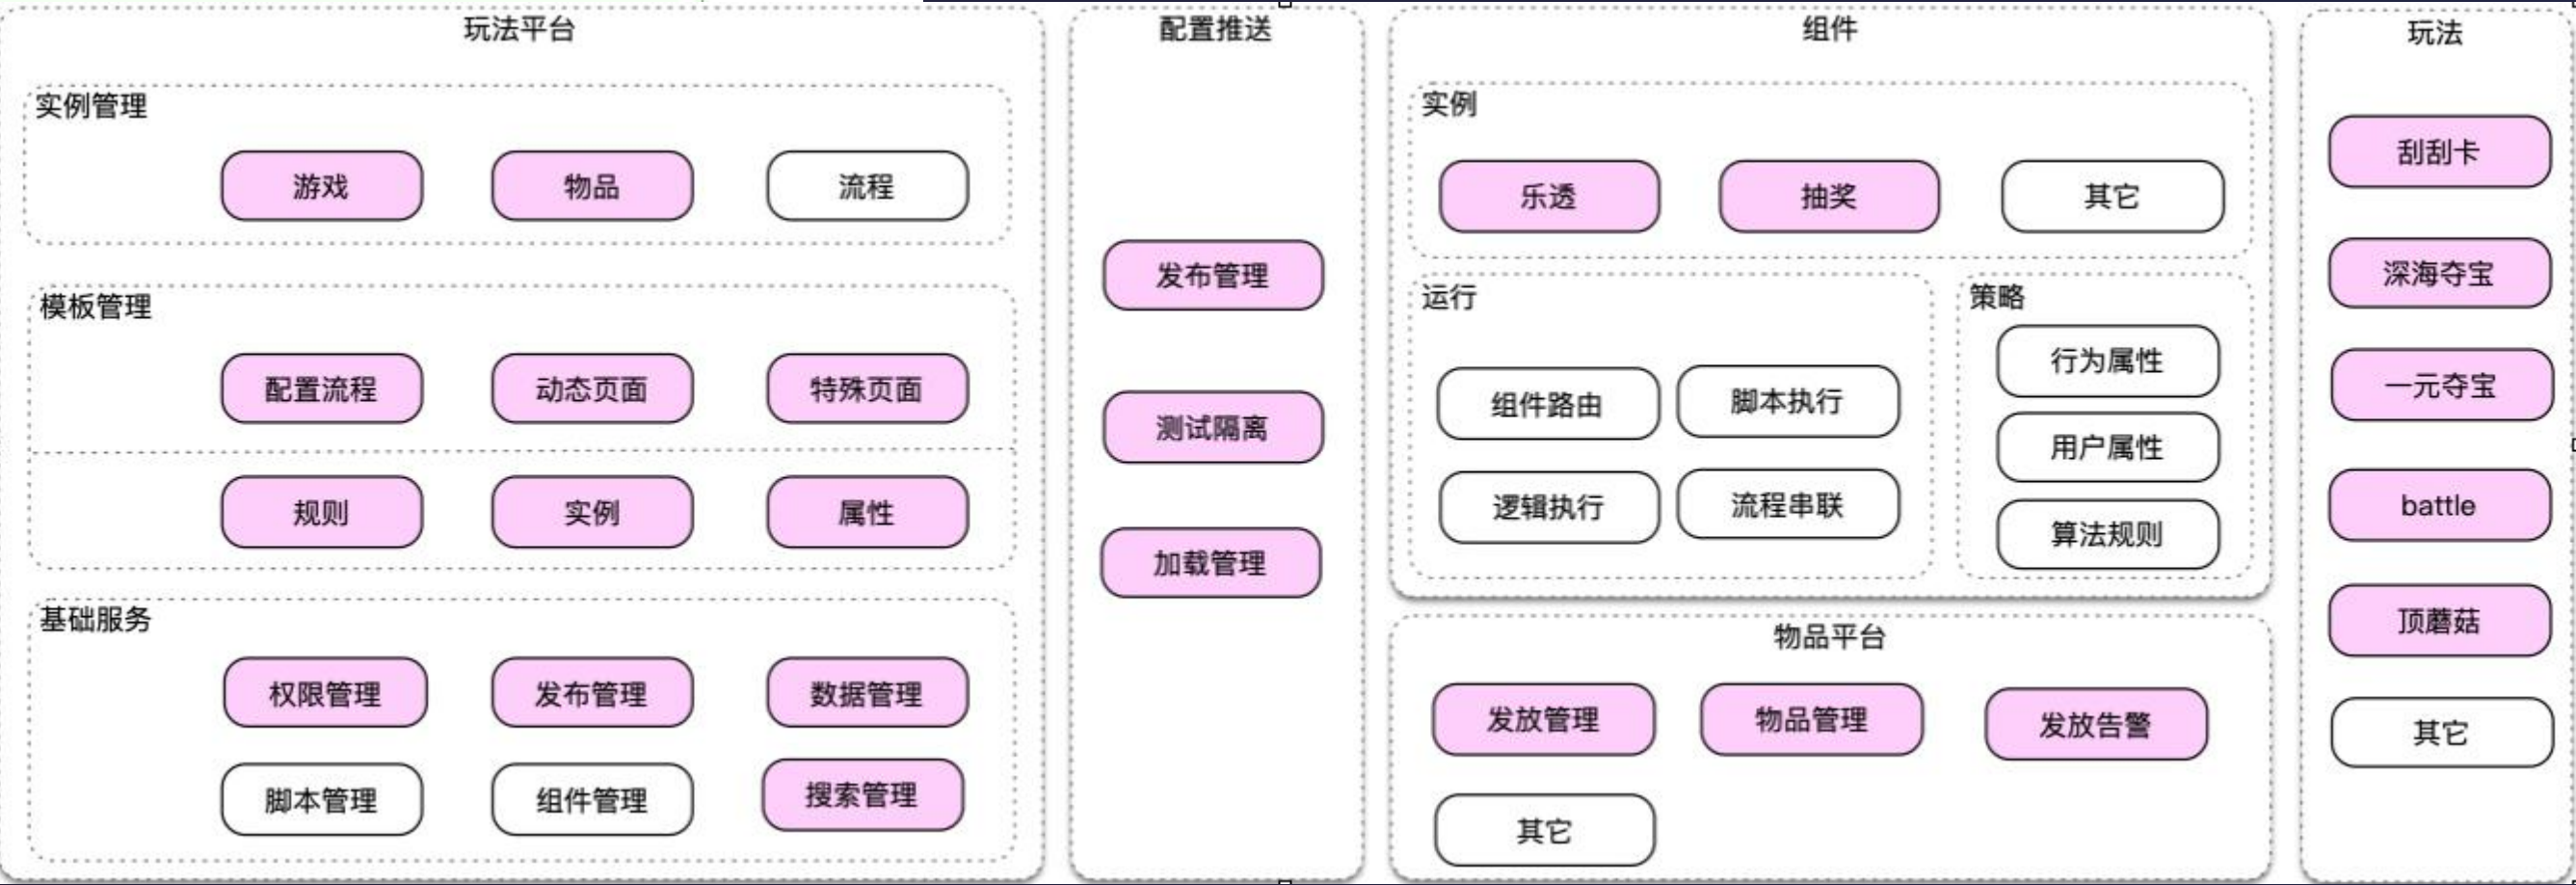 玩法平台
实例管理
游戏
物品
流程
模板管理
配置流程
动态页面
特殊页面
规则
实例
属性
基础服务
权限管理
发布管理
数据管理
脚本管理
组件管理
搜索管理
配置推送
发布管理
测试隔离
加载管理
组件
实例
乐透
抽奖
其它
运行
组件路由
脚本执行
逻辑执行
流程串联
策略
行为属性
用户属性
算法规则
物品平台
发放管理
物品管理
发放告警
其它
玩法
刮刮卡
深海夺宝
一元夺宝
battle
顶蘑菇
其它